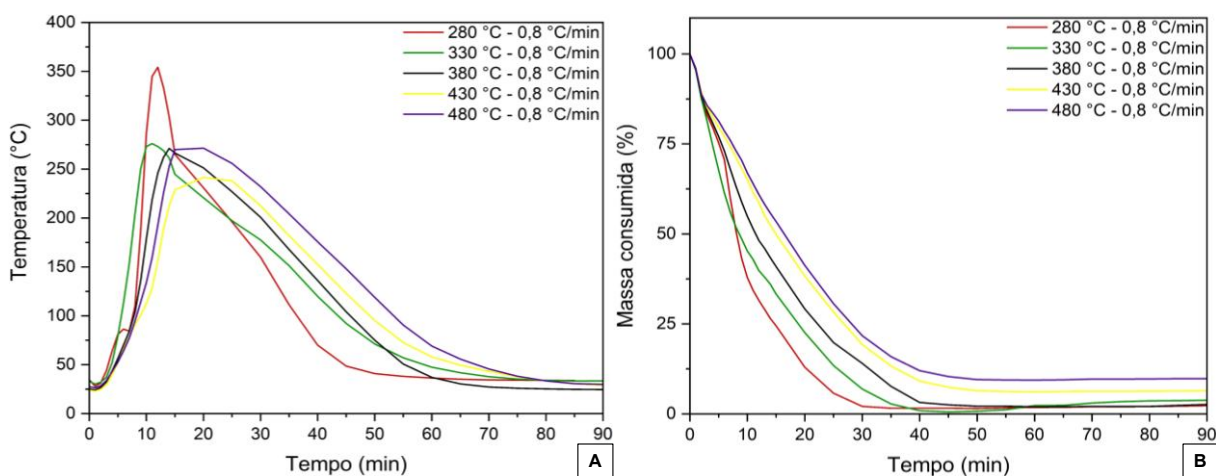 400
350
300
250
200
150
100
50
0
Temperatura (°C)
280 °C - 0,8 °C/min
330 °C - 0,8 °C/min
380 °C - 0,8 °C/min
430 °C - 0,8 °C/min
480 °C - 0,8 °C/min
0 10 20 30 40 50 60 70 80 90
Tempo (min)
A
100
75
50
25
0
Massa consumida (%)
280 °C - 0,8 °C/min
330 °C - 0,8 °C/min
380 °C - 0,8 °C/min
430 °C - 0,8 °C/min
480 °C - 0,8 °C/min
0 10 20 30 40 50 60 70 80 90
Tempo (min)
B